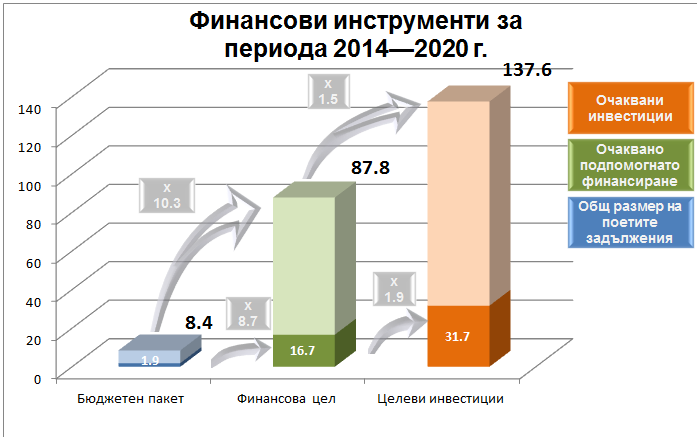 Финансови инструменти за
периода 2014—2020 г.
137.6
x
1.5
Очаквани
инвестиции
140
120
Очаквано
подпомогнато
финансиране
87.8
100
x
10.3
Общ размер на
поетите
задължения
80
60
x
1.9
x
8.7
40
8.4
31.7
20
16.7
1.9
0
Бюджетен пакет
Финансова цел
Целеви инвестиции